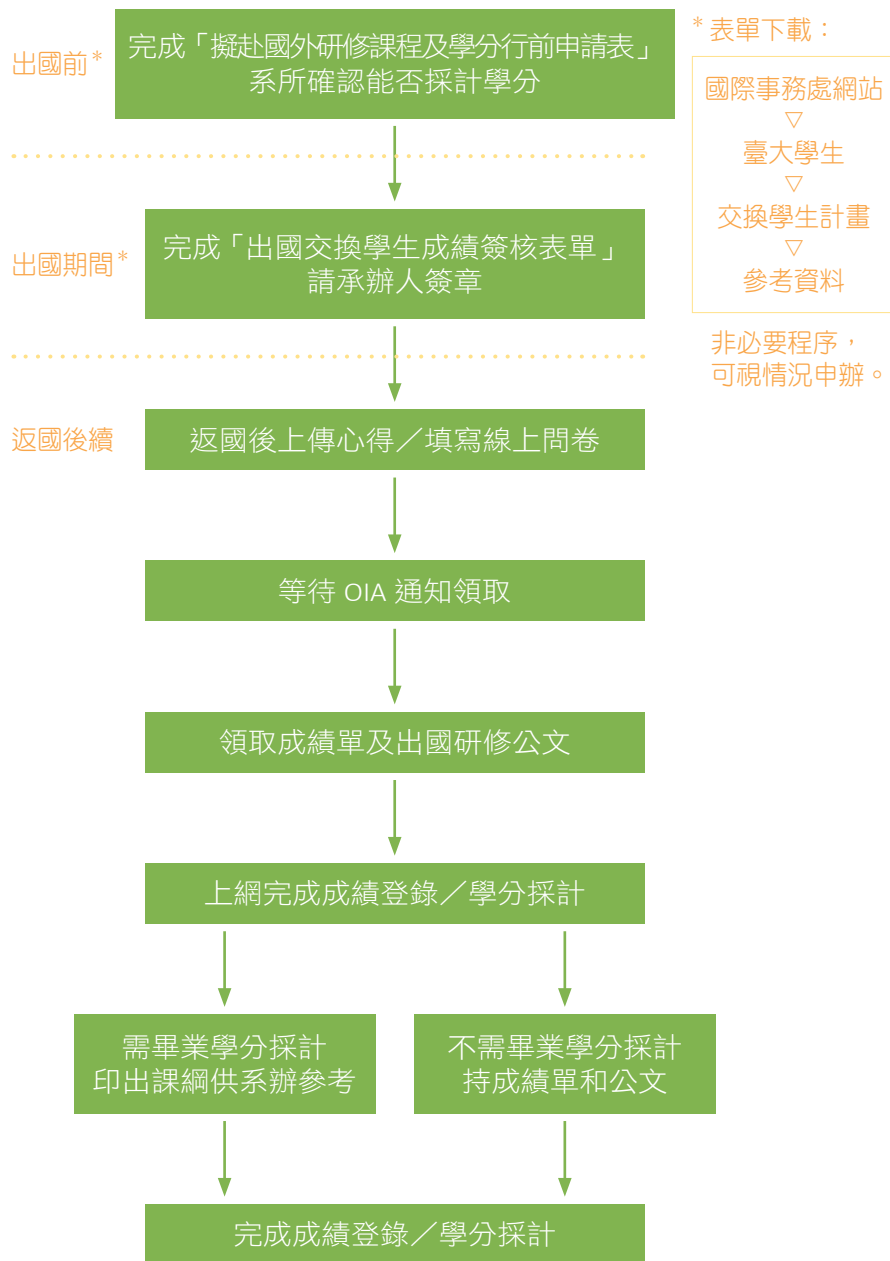 出國前*
完成「擬赴國外研修課程及學分行前申請表」
系所確認能否採計學分
*表單下載：
國際事務處網站
▽
臺大學生
▽
交換學生計畫
▽
參考資料
非必要程序，
可視情況申辦。
出國期間*
完成「出國交換學生成績簽核表單」
請承辦人簽章
返國後續
返國後上傳心得／填寫線上問卷
等待 OIA 通知領取
領取成績單及出國研修公文
上網完成成績登錄／學分採計
需畢業學分採計
印出課綱供系辦參考
不需畢業學分採計
持成績單和公文
完成成績登錄／學分採計